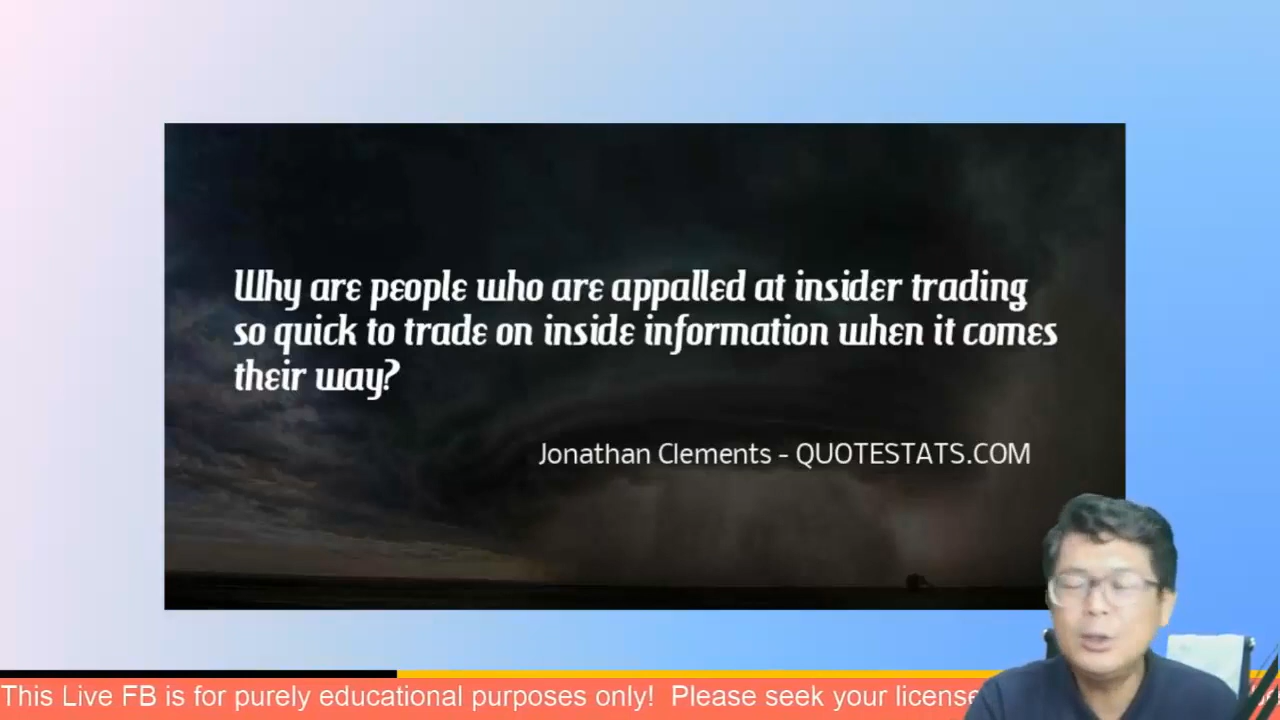 Why are people who are appalled at insider trading
so quick to trade on inside information when it comes
their way?
Jonathan Clements - QUOTESTATS.COM
This Live FB is for purely educational purposes only! Please seek your license